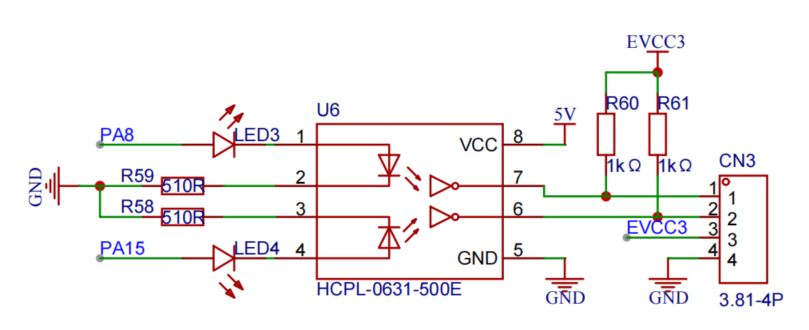 EVCC3
R60
R61
1kΩ
1kΩ
U6
5V
PA8
LED3
1
VCC
8
CN3
GND
R59
510R
2
7
1
1
R58
510R
3
6
2
2
EVCC3
3
3
PA15
LED4
4
GND
5
4
4
HCPL-0631-500E
GND
GND
3.81-4P